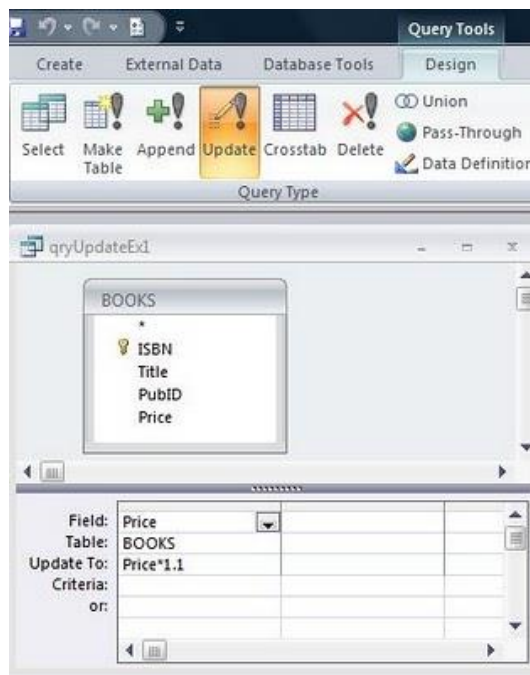 Query Tools
Create External Data Database Tools Design
Select Make Table Append Update Crosstab Delete
Union
Pass-Through
Data Definition
Query Type
qryUpdateEx1
BOOKS
*
ISBN
Title
PubID
Price
Field: Price
Table: BOOKS
Update To: Price*1.1
Criteria:
or: